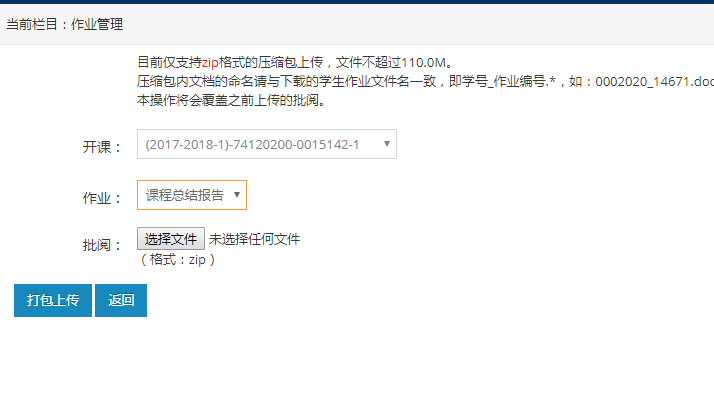 当前栏目：作业管理
目前仅支持zip格式的压缩包上传，文件不超过110.0M。
压缩包内文档的命名请与下载的学生作业文件名一致，即学号_作业编号.*，如：0002020_14671.doc
本操作将会覆盖之前上传的批阅。
开课： (2017-2018-1)-74120200-0015142-1
作业： 课程总结报告
批阅： 选择文件 未选择任何文件
（格式：zip）
打包上传 返回